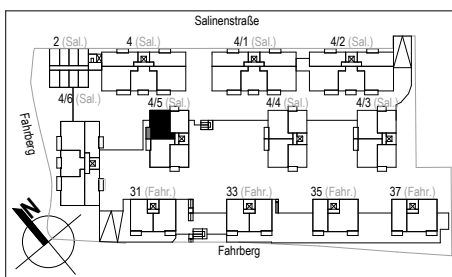 Salinenstraße
2 (Sal.) 4 (Sal.) 4/1 (Sal.) 4/2 (Sal.)
4/6 (Sal.) 4/5 (Sal.) 4/4 (Sal.) 4/3 (Sal.)
Fahrberg
31 (Fahr.) 33 (Fahr.) 35 (Fahr.) 37 (Fahr.)
N
Fahrberg